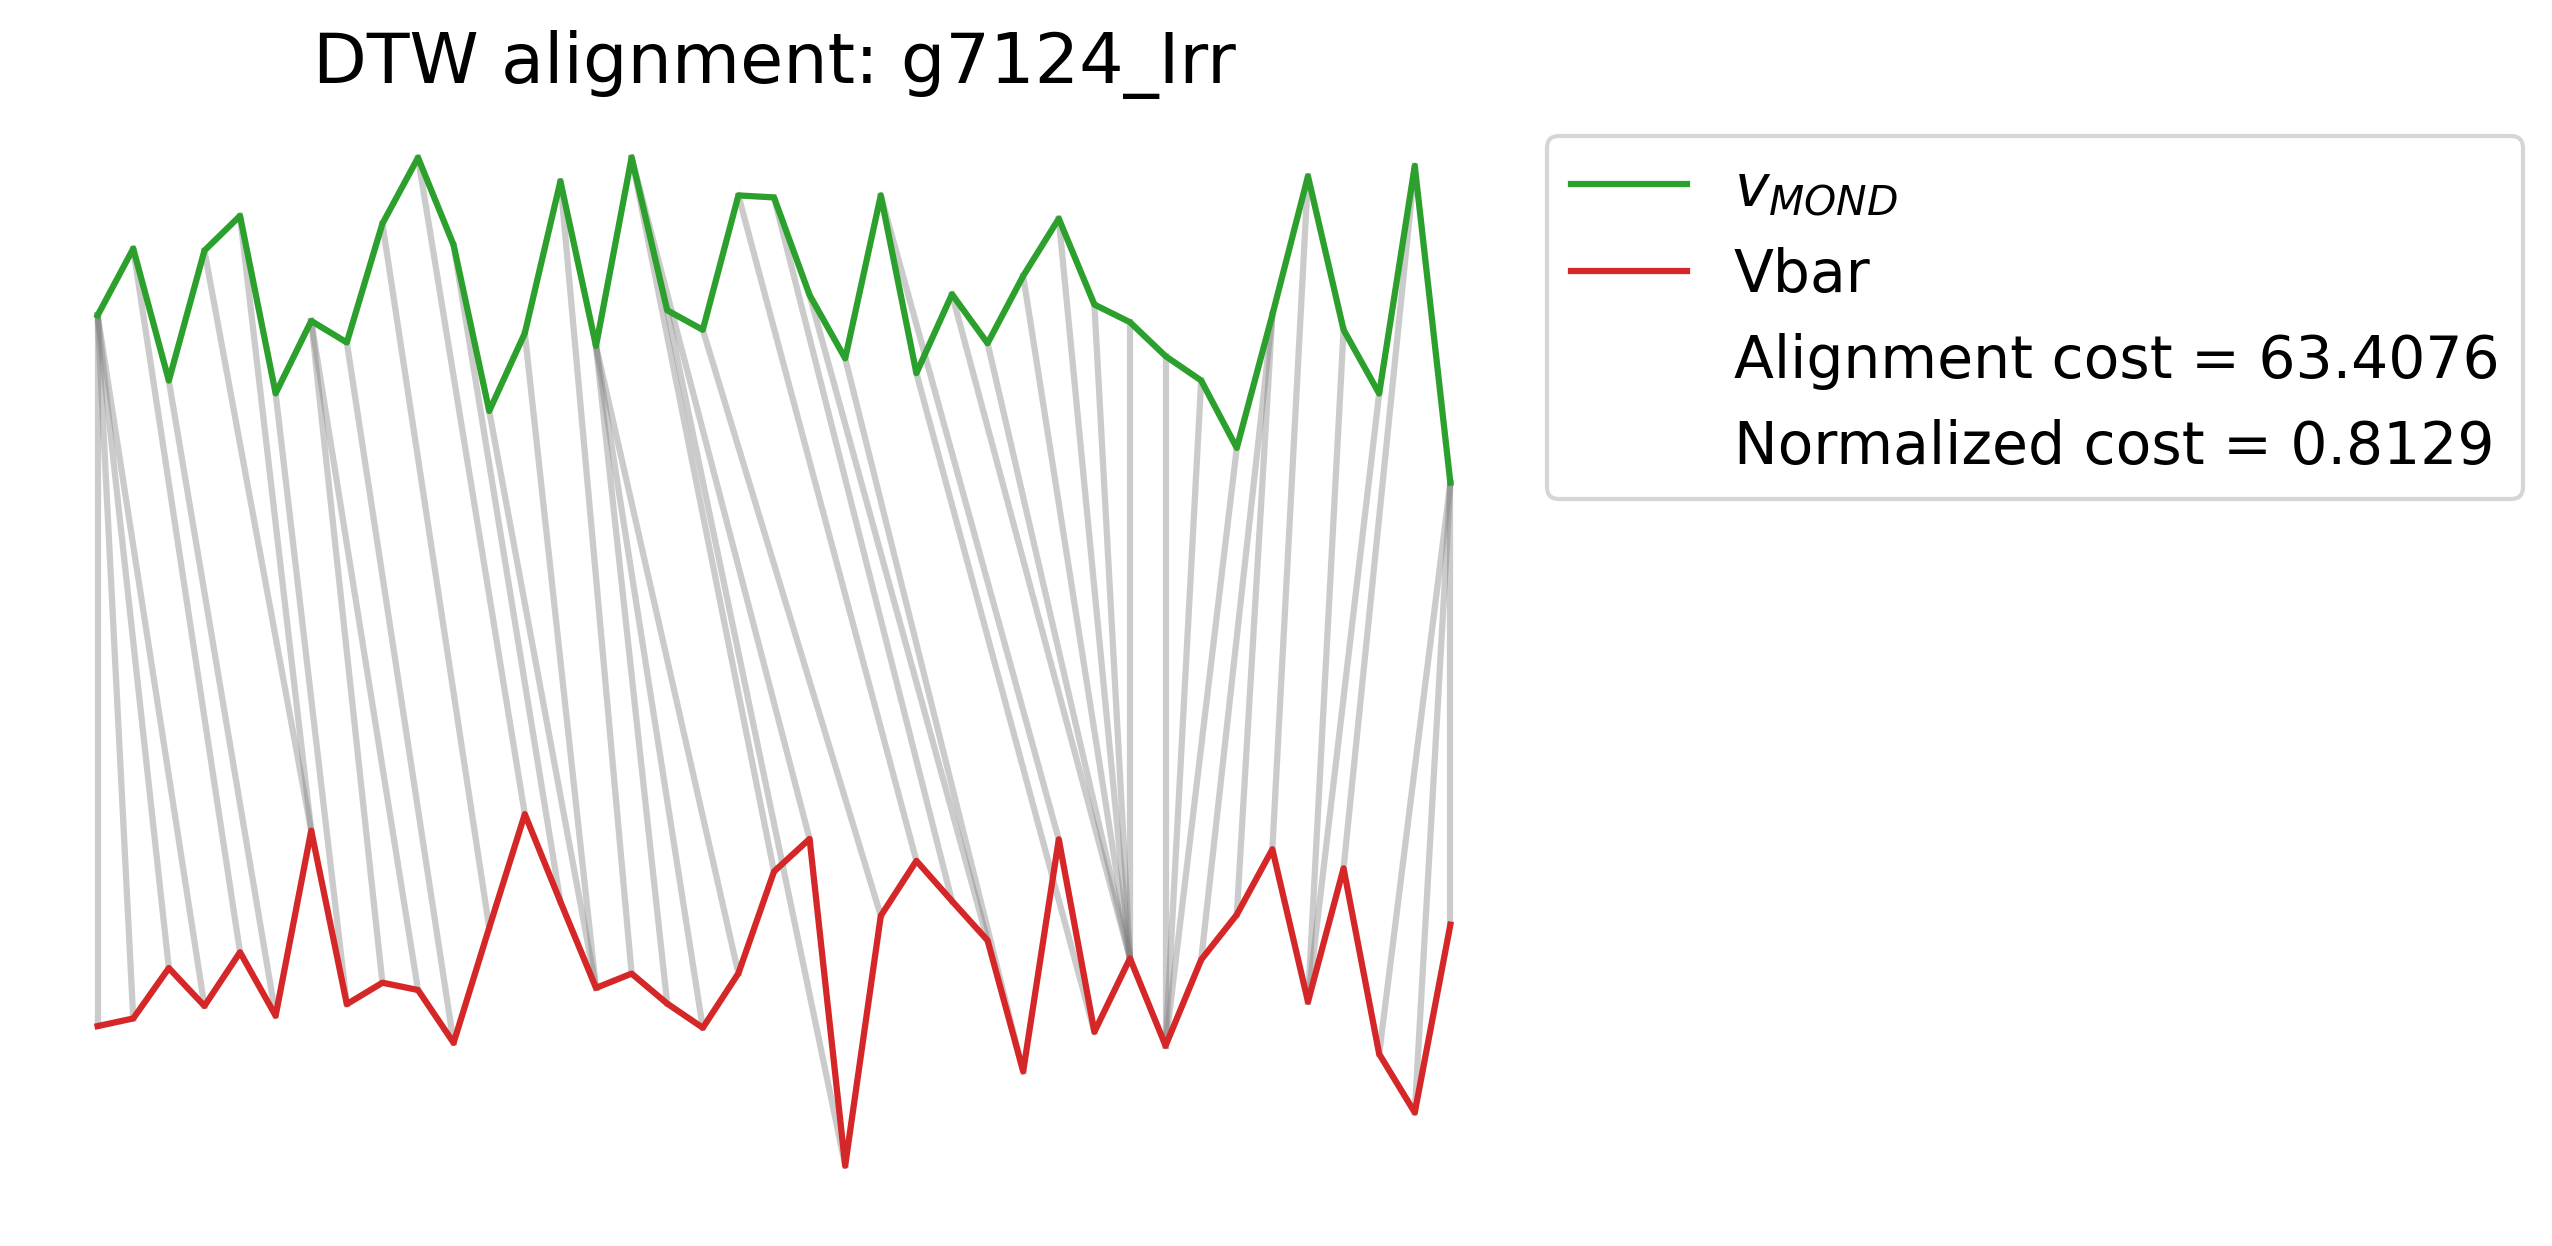 DTW alignment: g7124_Irr
v_MOND
Vbar
Alignment cost = 63.4076
Normalized cost = 0.8129